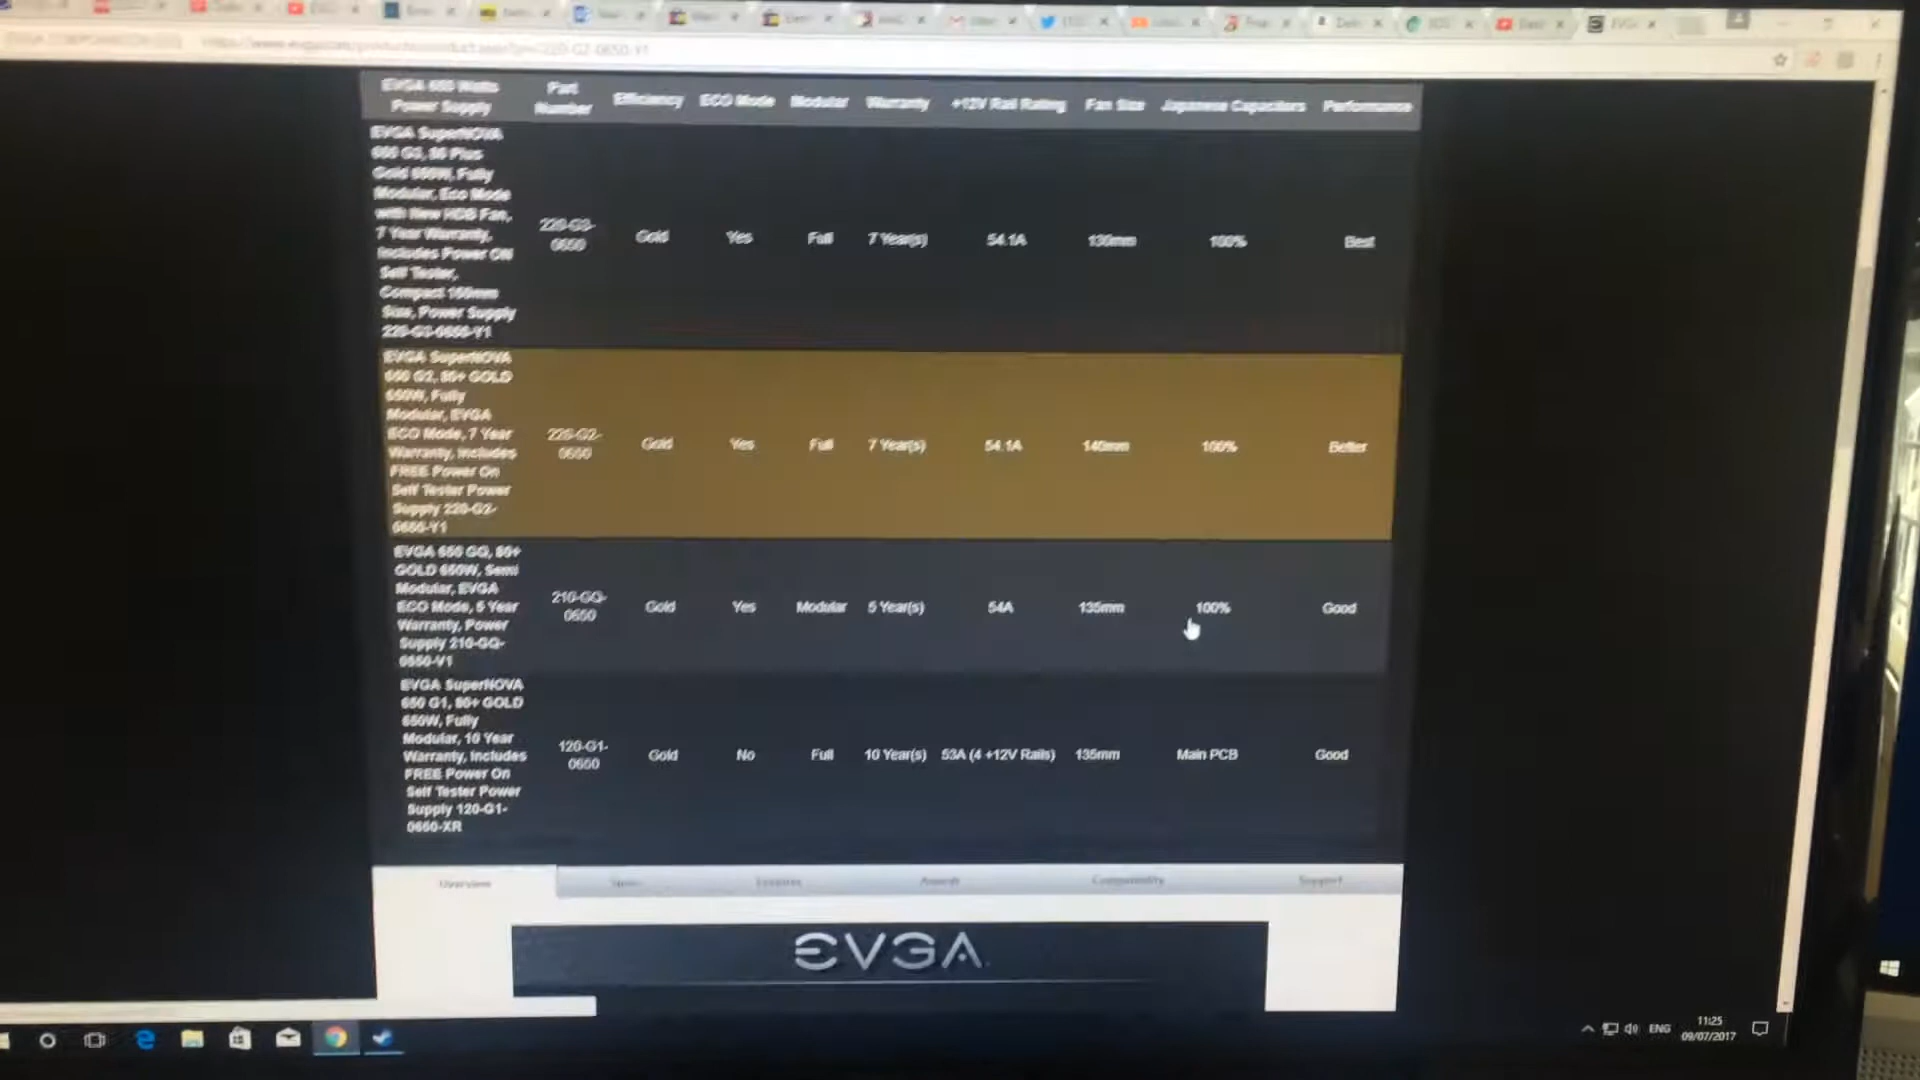 EVGA 650 Watts
Power Supply
Part
Number
Efficiency ECO Mode Modular Warranty +12V Rail Rating Fan Size Japanese Capacitors Performance
EVGA SuperNOVA
650 G3, 80 Plus
Gold 650W, Fully
Modular, Eco Mode
with New HDB Fan,
7 Year Warranty,
Includes Power ON
Self Tester,
Compact 150mm
Size, Power Supply
220-G3-0650-Y1
220-G3-
0650
Gold Yes Full 7 Year(s) 54.1A 130mm 100% Best
EVGA SuperNOVA
650 G2, 80+ GOLD
650W, Fully
Modular, EVGA
ECO Mode, 7 Year
Warranty, Includes
FREE Power On
Self Tester Power
Supply 220-G2-
0650-Y1
220-G2-
0650
Gold Yes Full 7 Year(s) 54.1A 140mm 100% Better
EVGA 650 GQ, 80+
GOLD 650W, Semi
Modular, EVGA
ECO Mode, 5 Year
Warranty, Power
Supply 210-GQ-
0650-V1
210-GQ-
0650
Gold Yes Modular 5 Year(s) 54A 135mm 100% Good
EVGA SuperNOVA
650 G1, 80+ GOLD
650W, Fully
Modular, 10 Year
Warranty, Includes
FREE Power On
Self Tester Power
Supply 120-G1-
0650-XR
120-G1-
0650
Gold No Full 10 Year(s) 53A (4 +12V Rails) 135mm Main PCB Good
Overview Specs Features Awards Compatibility Support
EVGA
ENG
11:25
09/07/2017